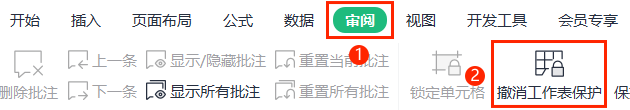 开始 插入 页面布局 公式 数据 审阅 视图 开发工具 会员专享
1
上一条 显示/隐藏批注 重置当前批注
2
删除批注 下一条 显示所有批注 重置所有批注 锁定单元格 撤消工作表保护 保